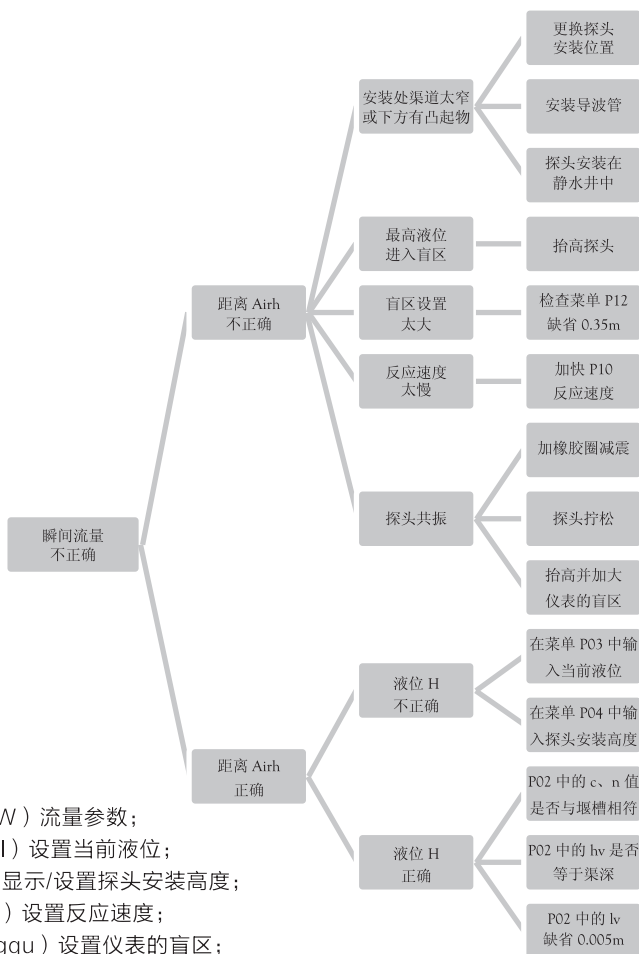 更换探头
安装位置
安装处渠道太窄
或下方有凸起物
安装导波管
探头安装在
静水井中
最高液位
进入盲区
抬高探头
距离 Airh
不正确
盲区设置
太大
检查菜单 P12
缺省 0.35m
反应速度
太慢
加快 P10
反应速度
加橡胶圈减震
探头共振
探头拧松
抬高并加大
仪表的盲区
瞬间流量
不正确
在菜单 P03 中输
入当前液位
液位 H
不正确
在菜单 P04 中输
入探头安装高度
距离 Airh
正确
P02 中的 c、n 值
是否与堰槽相符
液位 H
正确
P02 中的 hv 是否
等于渠深
P02 中的 lv
缺省 0.005m
）流量参数；
）设置当前液位；
显示/设置探头安装高度；
）设置反应速度；
）设置仪表的盲区；